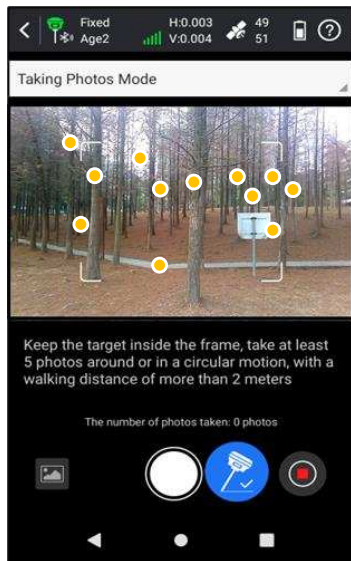 Fixed
Age2
H:0.003
V:0.004
49
51
Taking Photos Mode
Keep the target inside the frame, take at least
5 photos around or in a circular motion, with a
walking distance of more than 2 meters
The number of photos taken: 0 photos